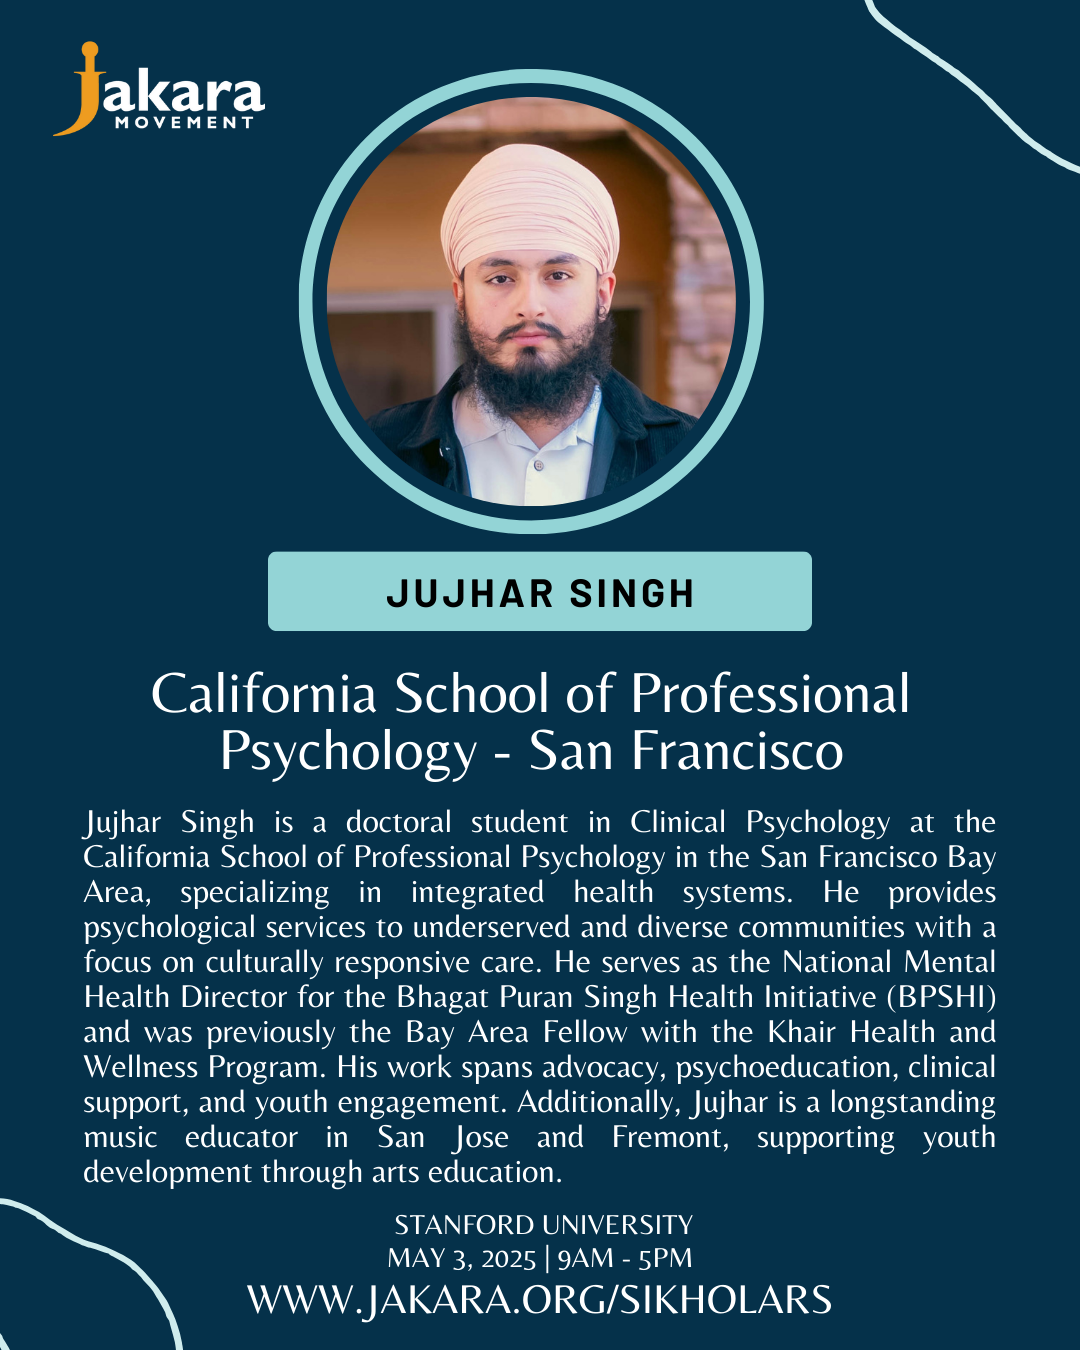 Jakara
MOVEMENT
JUJHAR SINGH
California School of Professional
Psychology - San Francisco
Jujhar Singh is a doctoral student in Clinical Psychology at the
California School of Professional Psychology in the San Francisco Bay
Area, specializing in integrated health systems. He provides
psychological services to underserved and diverse communities with a
focus on culturally responsive care. He serves as the National Mental
Health Director for the Bhagat Puran Singh Health Initiative (BPSHI)
and was previously the Bay Area Fellow with the Khair Health and
Wellness Program. His work spans advocacy, psychoeducation, clinical
support, and youth engagement. Additionally, Jujhar is a longstanding
music educator in San Jose and Fremont, supporting youth
development through arts education.
STANFORD UNIVERSITY
MAY 3, 2025 | 9AM - 5PM
WWW.JAKARA.ORG/SIKHOLARS